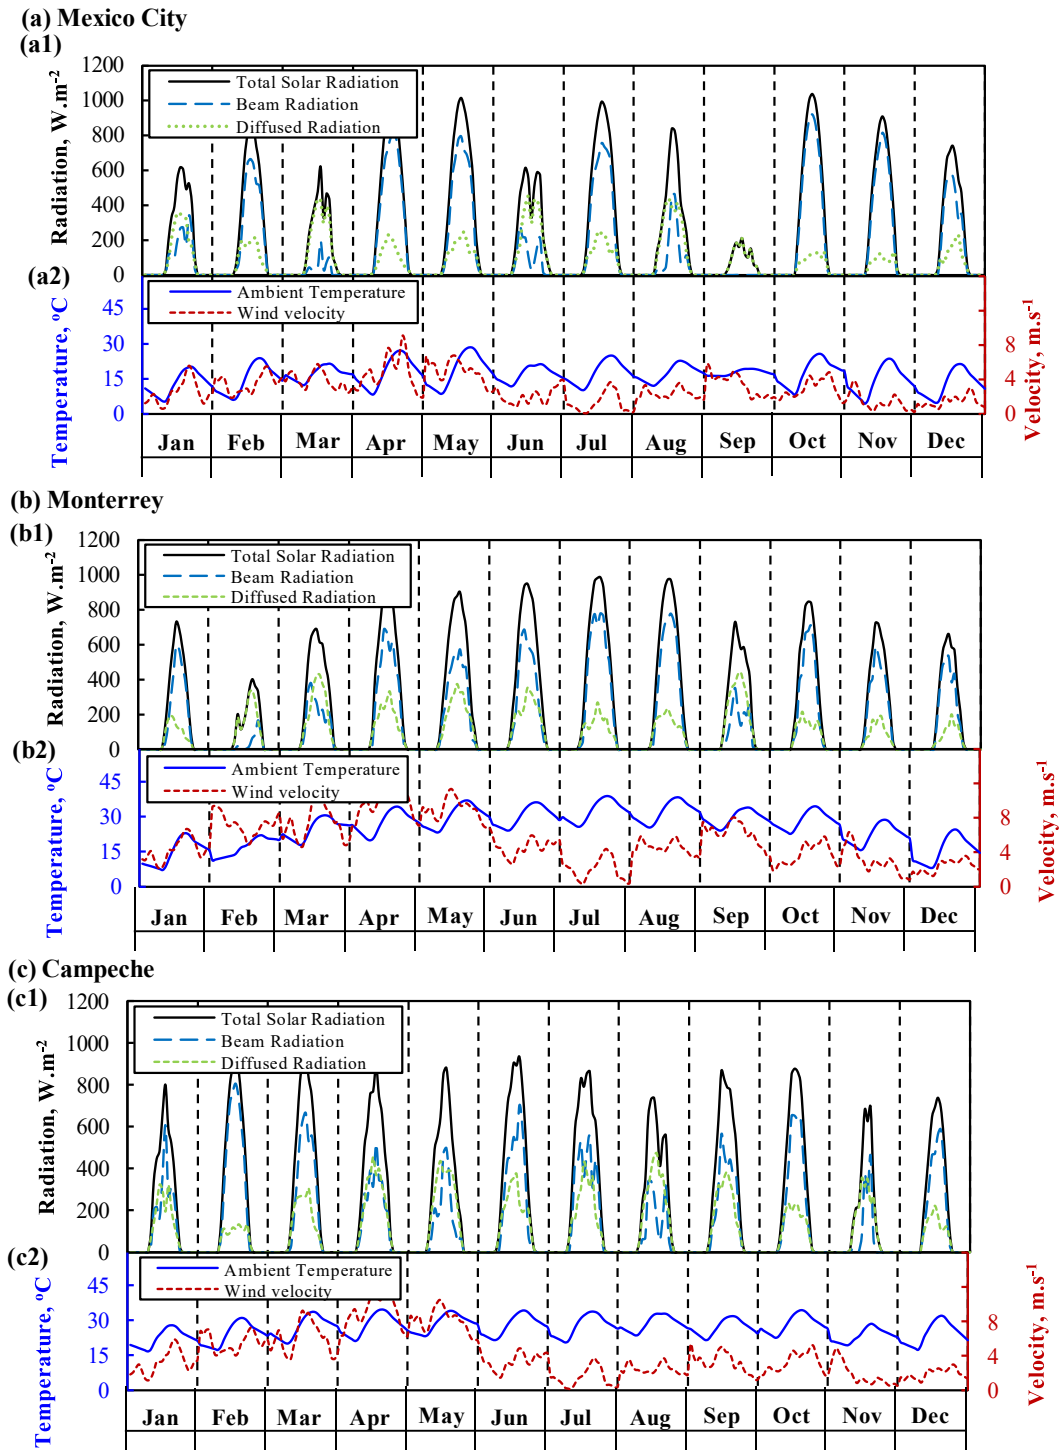 (a) Mexico City
(a1)
Radiation, W.m-2
1200
1000
800
600
400
200
0
Total Solar Radiation
Beam Radiation
Diffused Radiation
(a2)
Temperature, oC
45
30
15
0
Ambient Temperature
Wind velocity
8
4
0
Velocity, m.s-1
Jan Feb Mar Apr May Jun Jul Aug Sep Oct Nov Dec
(b) Monterrey
(b1)
Radiation, W.m-2
1200
1000
800
600
400
200
0
Total Solar Radiation
Beam Radiation
Diffused Radiation
(b2)
Temperature, oC
45
30
15
0
Ambient Temperature
Wind velocity
8
4
0
Velocity, m.s-1
Jan Feb Mar Apr May Jun Jul Aug Sep Oct Nov Dec
(c) Campeche
(c1)
Radiation, W.m-2
1200
1000
800
600
400
200
0
Total Solar Radiation
Beam Radiation
Diffused Radiation
(c2)
Temperature, oC
45
30
15
0
Ambient Temperature
Wind velocity
8
4
0
Velocity, m.s-1
Jan Feb Mar Apr May Jun Jul Aug Sep Oct Nov Dec